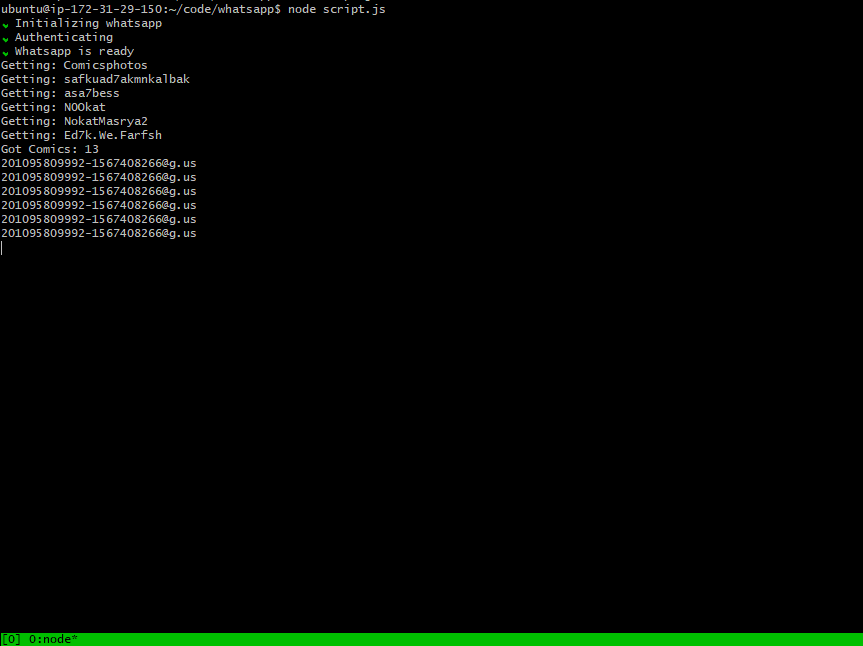 ubuntu@ip-172-31-29-150:~/code/whatsapp$ node script.js
Initializing whatsapp
Authenticating
Whatsapp is ready
Getting: Comicsphotos
Getting: safkuad7akmnkalbak
Getting: asa7bess
Getting: NOOkat
Getting: NokatMasrya2
Getting: Ed7k.We.Farfsh
Got Comics: 13
201095809992-1567408266@g.us
201095809992-1567408266@g.us
201095809992-1567408266@g.us
201095809992-1567408266@g.us
201095809992-1567408266@g.us
201095809992-1567408266@g.us
[0] 0:node*